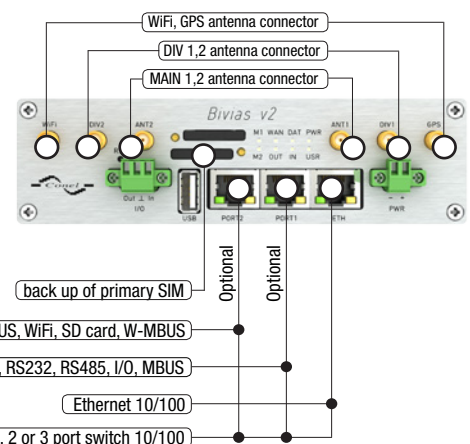 WiFi, GPS antenna connector
DIV 1,2 antenna connector
MAIN 1,2 antenna connector
Bivias v2
WiFi DIV2 ANT2 M1 WAN DAT PWR ANT1 DIV1 GPS
M2 OUT IN USR
Conel
Out ⊥ In
I/O USB PORT2 PORT1 ETH PWR
Optional
Optional
back up of primary SIM
US, WiFi, SD card, W-MBUS
, RS232, RS485, I/O, MBUS
Ethernet 10/100
, 2 or 3 port switch 10/100